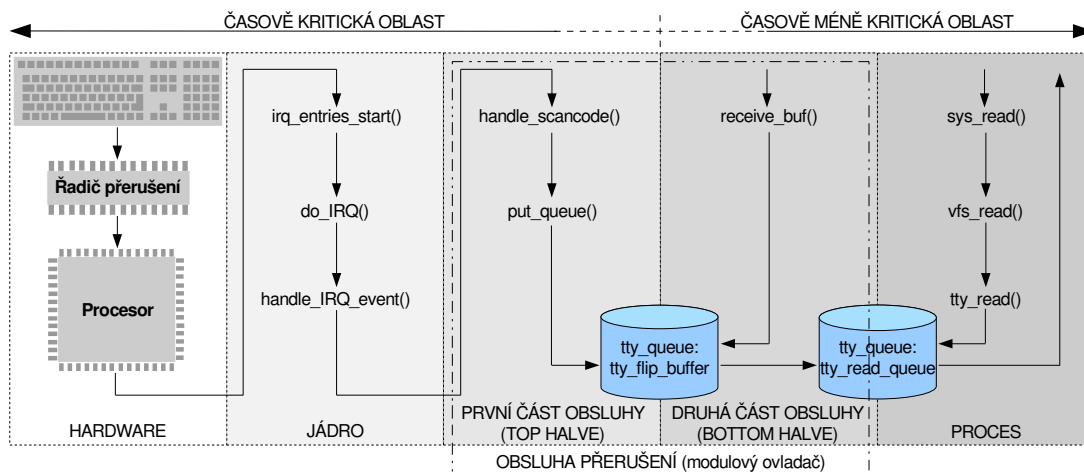 ČASOVĚ KRITICKÁ OBLAST
ČASOVĚ MÉNĚ KRITICKÁ OBLAST
Řadič přerušení
Procesor
HARDWARE
irq_entries_start()
do_IRQ()
handle_IRQ_event()
JÁDRO
handle_scancode()
put_queue()
tty_queue:
tty_flip_buffer
PRVNÍ ČÁST OBSLUHY
(TOP HALVE)
receive_buf()
tty_queue:
tty_read_queue
DRUHÁ ČÁST OBSLUHY
(BOTTOM HALVE)
sys_read()
vfs_read()
tty_read()
PROCES
OBSLUHA PŘERUŠENÍ (modulový ovladač)